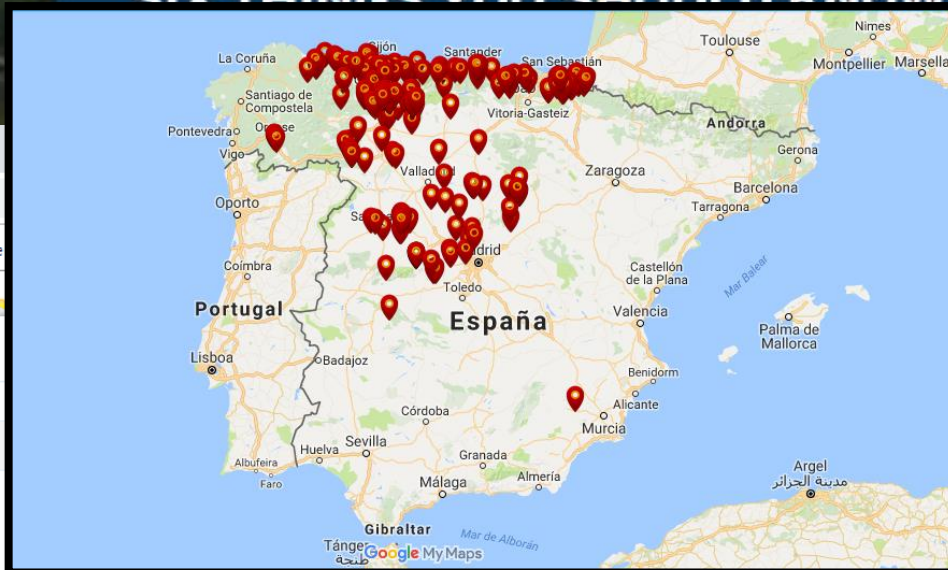 Toulouse
Nimes
Montpellier
Marsella
La Coruña
Gijón
Santander
San Sebastián
Santiago de
Compostela
Vitoria-Gasteiz
Andorra
Pontevedra
Vigo
Gerona
Zaragoza
Barcelona
Valladolid
Tarragona
Oporto
Coímbra
Toledo
Castellón
de la Plana
Mar Balear
Portugal
España
Valencia
Palma de
Mallorca
Lisboa
Badajoz
Benidorm
Alicante
Córdoba
Murcia
Huelva
Sevilla
Albufeira
Faro
Granada
Málaga
Almería
Argel
مدينة الجزائر
Gibraltar
Mar de Alborán
Tánger
طنجة
Google My Maps